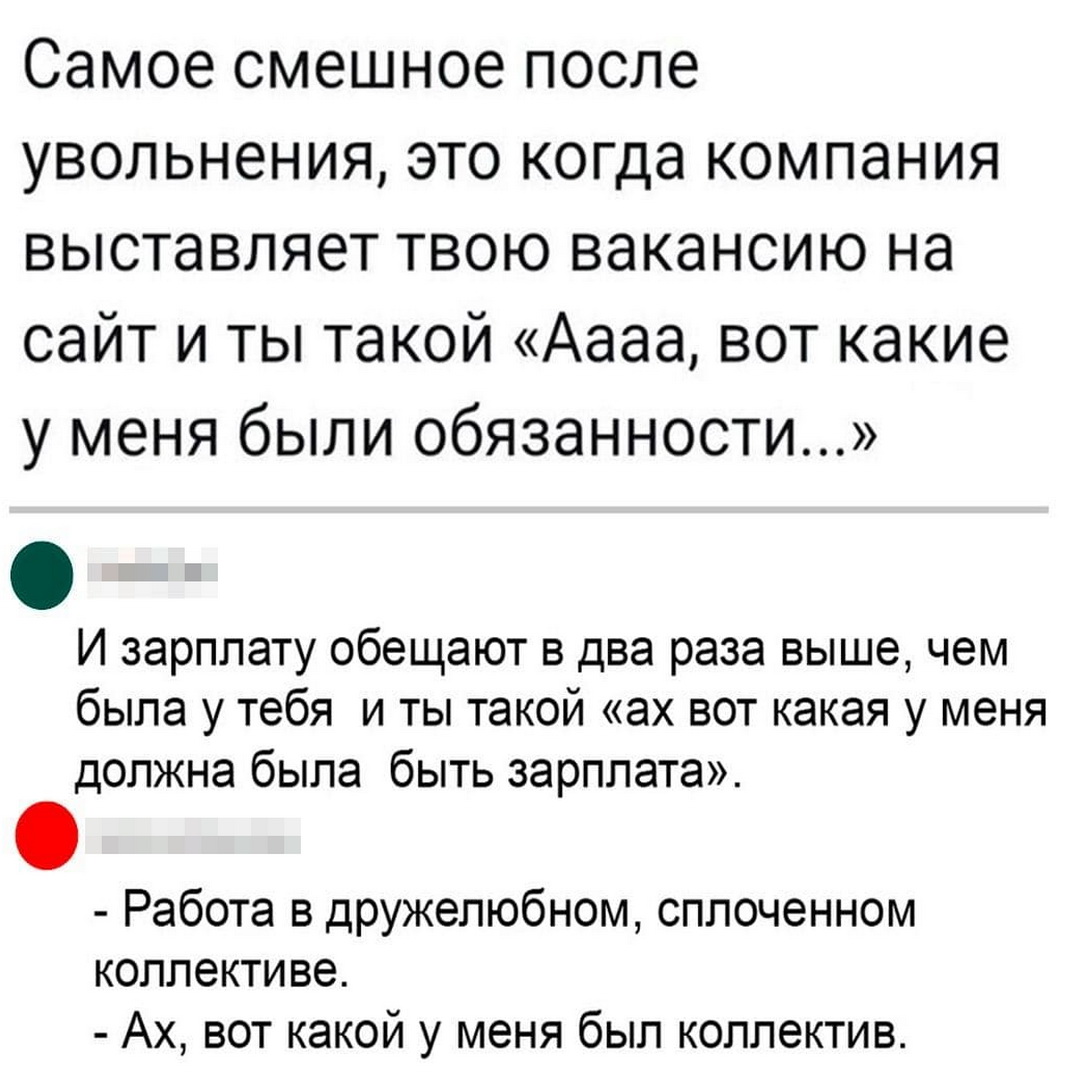 Самое смешное после
увольнения, это когда компания
выставляет твою вакансию на
сайт и ты такой «Аааа, вот какие
у меня были обязанности...»
И зарплату обещают в два раза выше, чем
была у тебя  и ты такой «ах вот какая у меня
должна была  быть зарплата».
- Работа в дружелюбном, сплоченном
коллективе.
- Ах, вот какой у меня был коллектив.